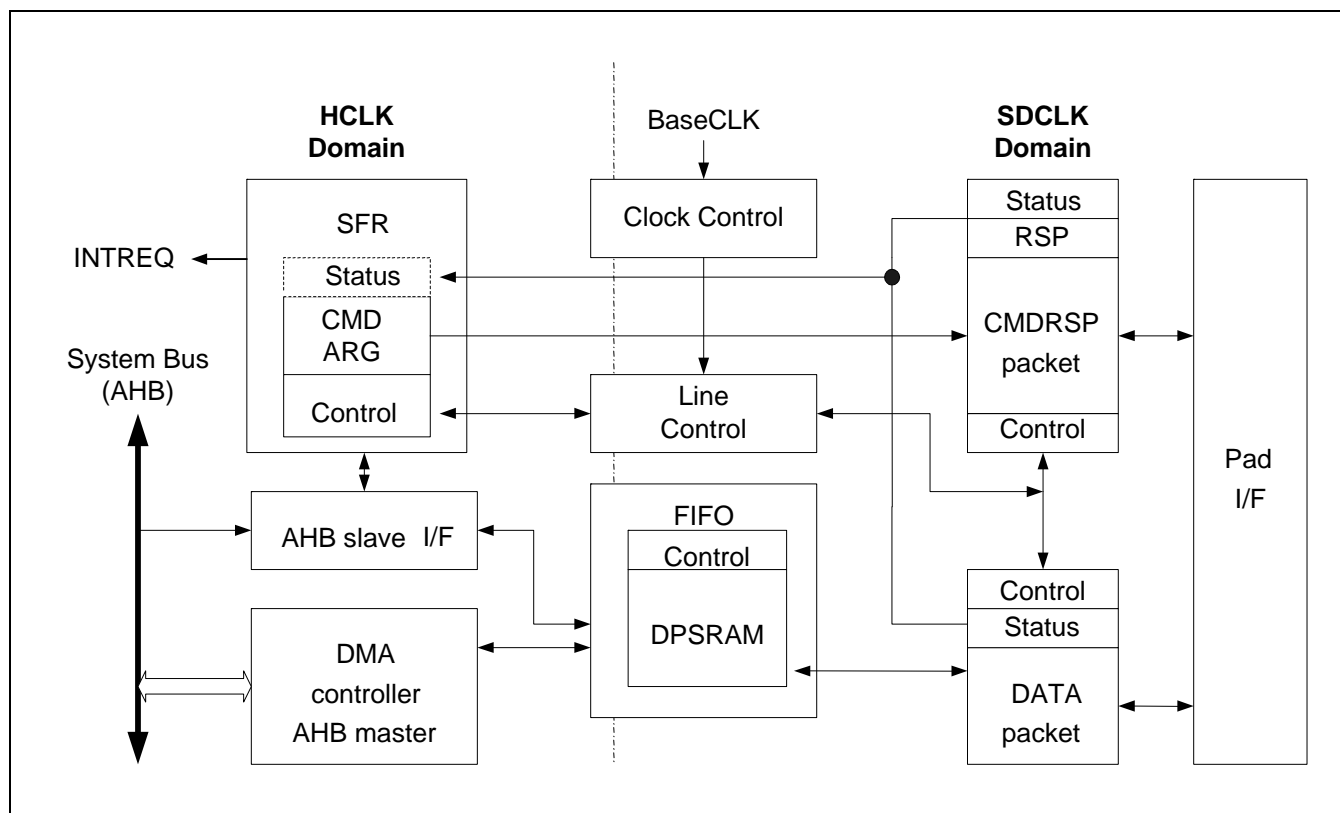 HCLK
Domain
BaseCLK
SDCLK
Domain
SFR
Status
CMD
ARG
Control
INTREQ
System Bus
(AHB)
AHB slave I/F
DMA
controller
AHB master
Clock Control
Line
Control
FIFO
Control
DPSRAM
Status
RSP
CMDRSP
packet
Control
Control
Status
DATA
packet
Pad
I/F